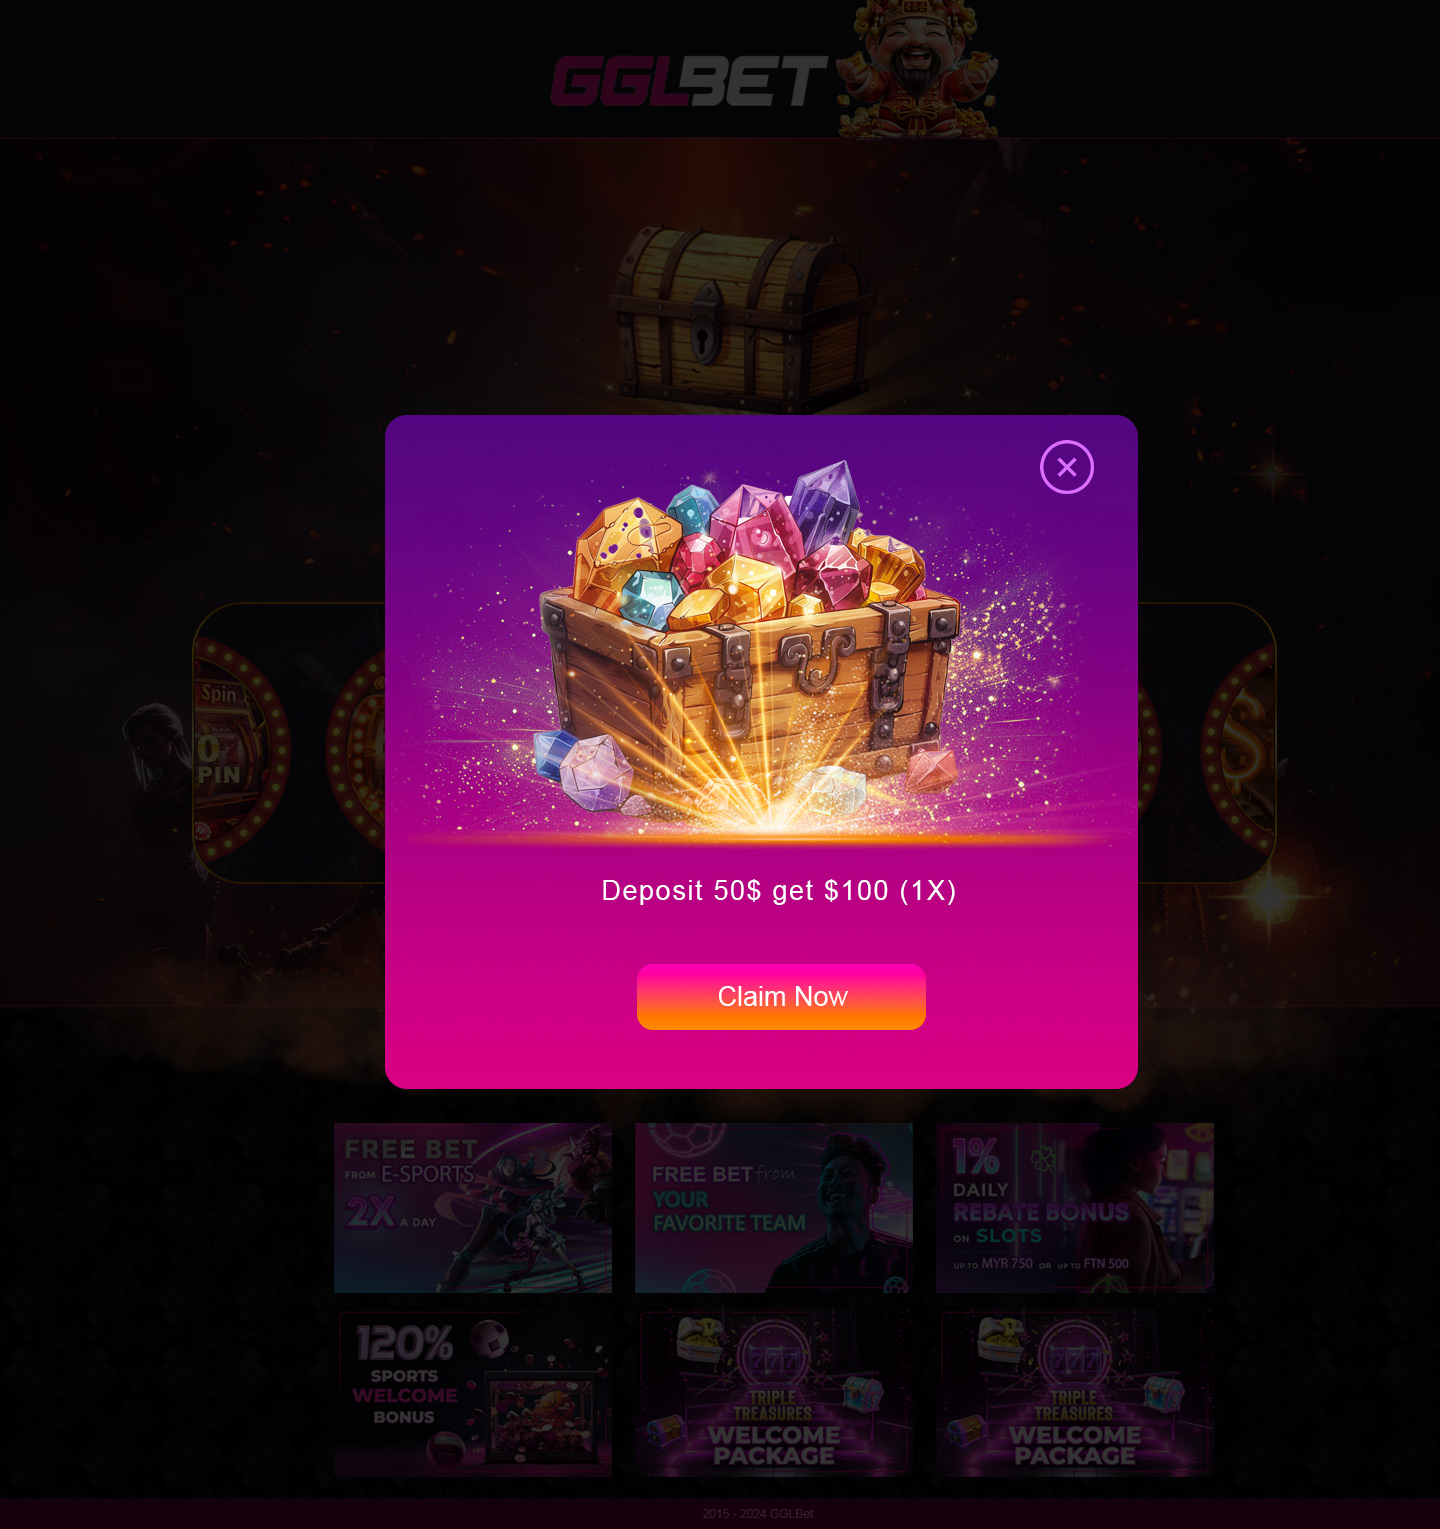 GGLBET
Spin
0
PIN
Deposit 50$ get $100 (1X)
Claim Now
FREE BET
FROM E-SPORTS
2X A DAY
FREE BET from
YOUR
FAVORITE TEAM
1%
DAILY
REBATE BONUS
ON SLOTS
UP TO MYR 750 OR UP TO FTN 500
120%
SPORTS
WELCOME
BONUS
777
TRIPLE
TREASURES
WELCOME
PACKAGE
777
TRIPLE
TREASURES
WELCOME
PACKAGE
2015 - 2024 GGLBet